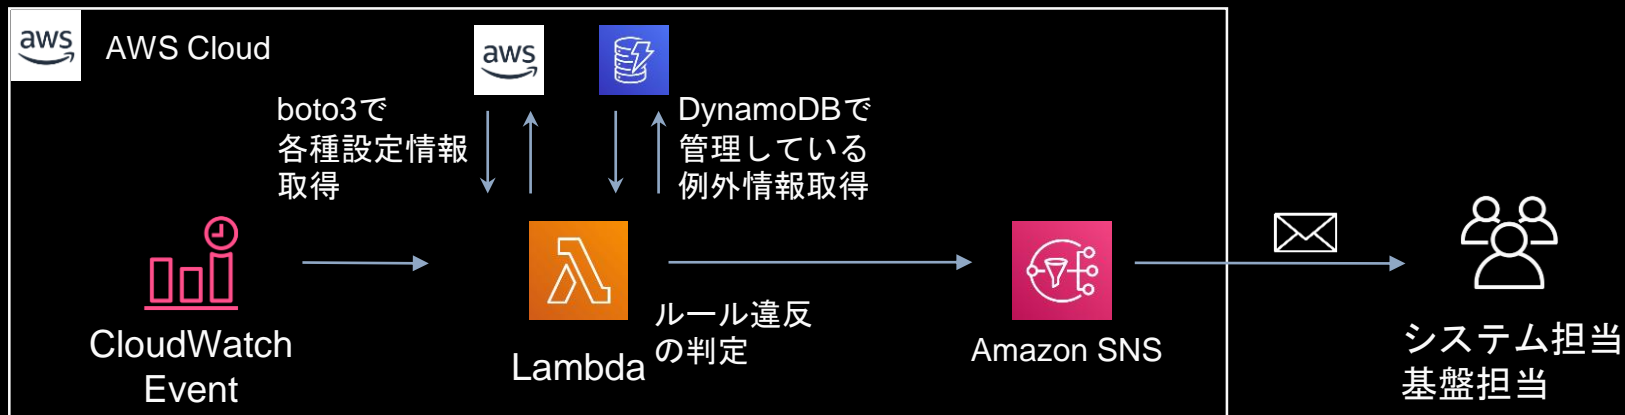 aws
AWS Cloud
aws
boto3で
各種設定情報
取得
DynamoDBで
管理している
例外情報取得
CloudWatch
Event
Lambda
ルール違反
の判定
Amazon SNS
システム担当
基盤担当